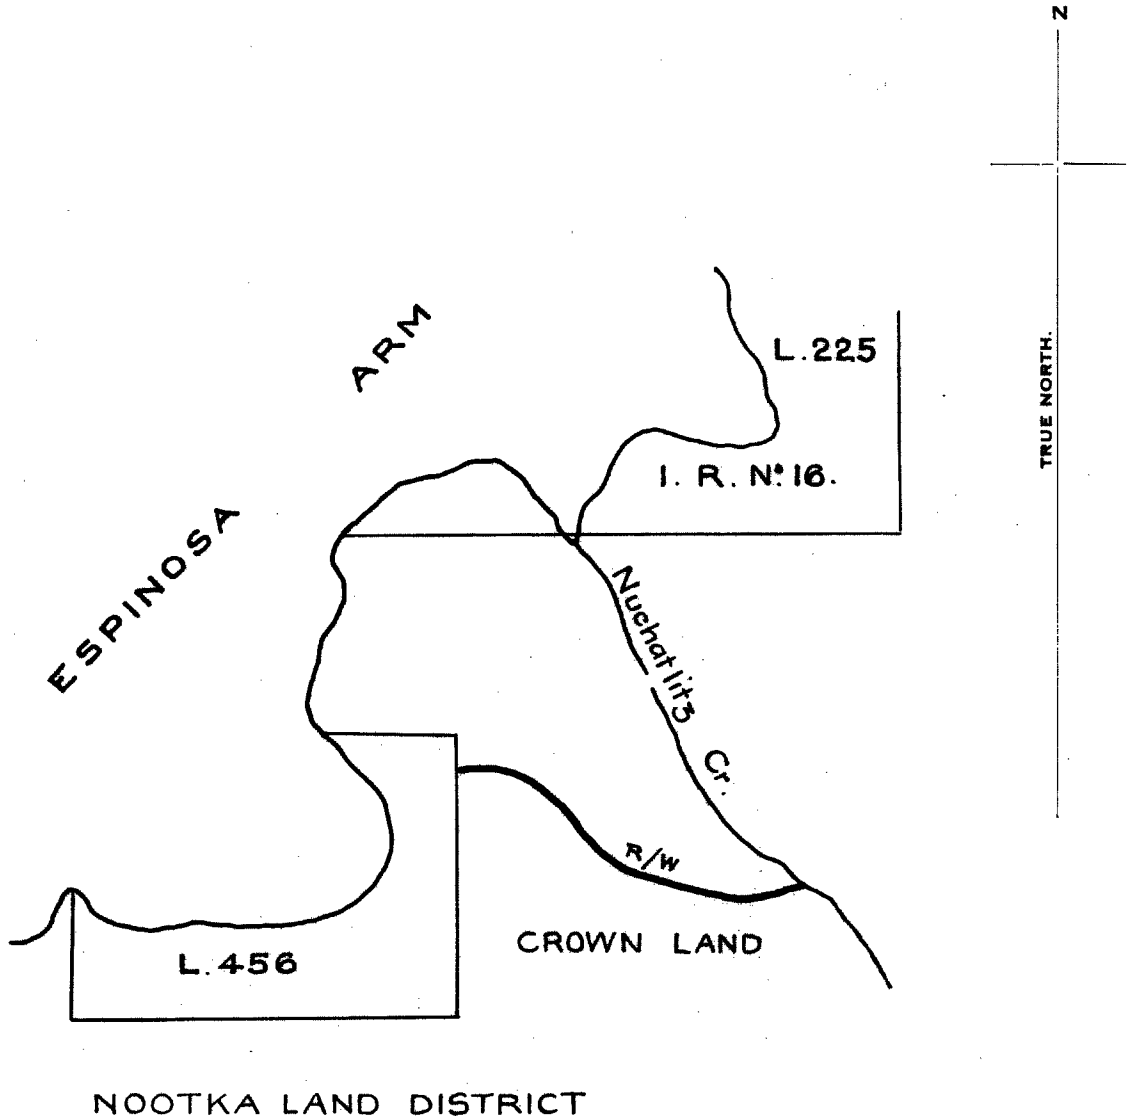 N
TRUE NORTH.
ARM
L.225
I. R. Nº 16.
ESPINOSA
Nuchatlitz Cr.
R/W
CROWN LAND
L. 456
NOOTKA LAND DISTRICT